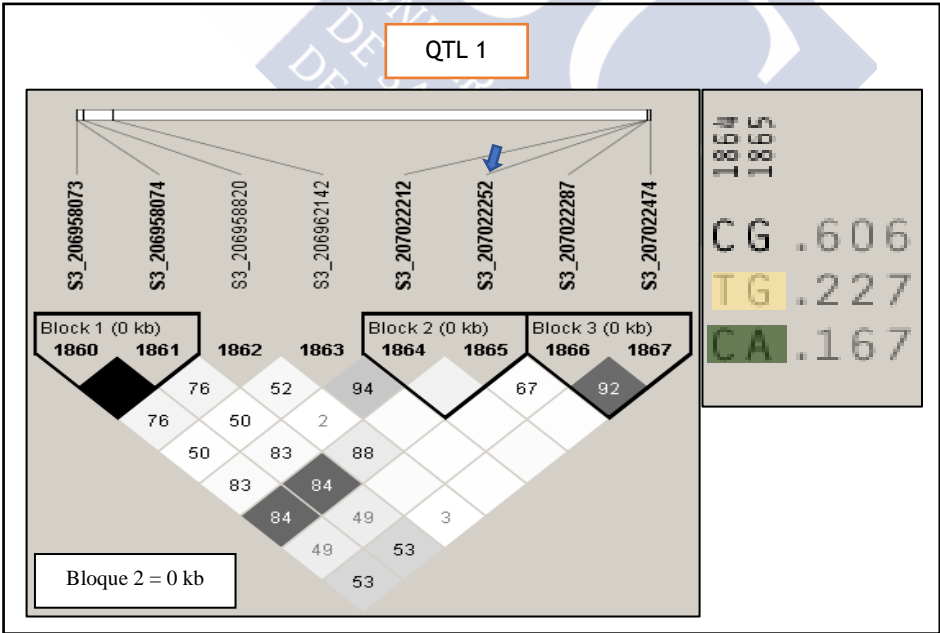 QTL 1
S3_206958073
S3_206958074
S3_206958820
S3_206962142
S3_207022212
S3_207022252
S3_207022287
S3_207022474
Block 1 (0 kb)
Block 2 (0 kb)
Block 3 (0 kb)
1860 1861 1862 1863 1864 1865 1866 1867
76 52 94 67 92
76 50 2
50 83 88
83 84
84 49 3
49 53
53
Bloque 2 = 0 kb
1864
1865
CG .606
TG .227
CA .167